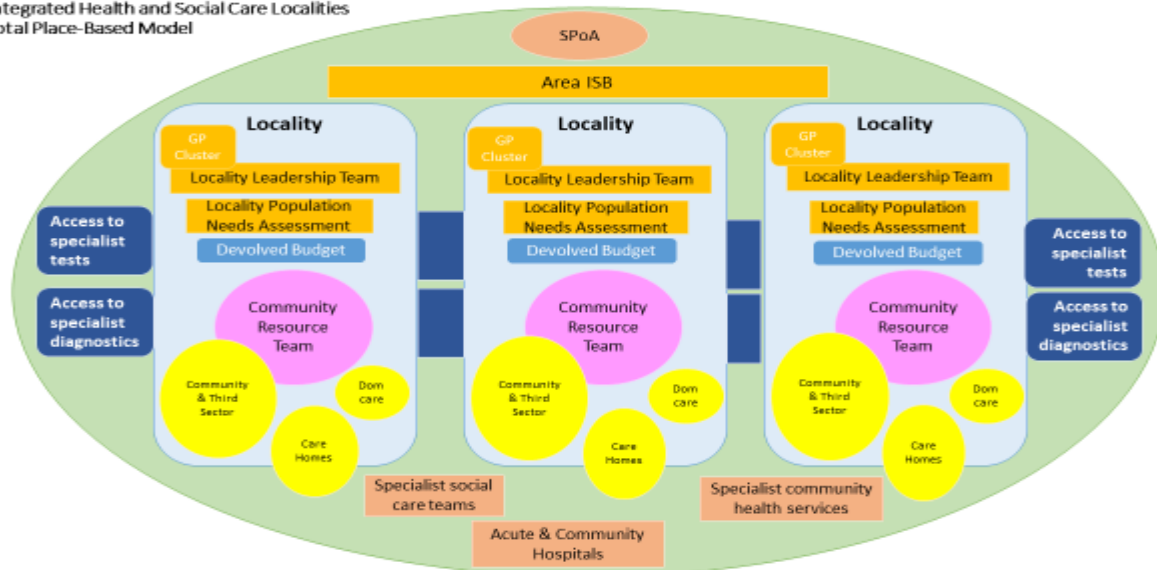 ntegrated Health and Social Care Localities
otal Place-Based Model
SPoA
Area ISB
Locality
GP
Cluster
Locality Leadership Team
Locality Population
Needs Assessment
Devolved Budget
Community
Resource
Team
Community
& Third
Sector
Dom
care
Care
Homes
Locality
GP
Cluster
Locality Leadership Team
Locality Population
Needs Assessment
Devolved Budget
Community
Resource
Team
Community
& Third
Sector
Dom
care
Care
Homes
Locality
GP
Cluster
Locality Leadership Team
Locality Population
Needs Assessment
Devolved Budget
Community
Resource
Team
Community
& Third
Sector
Dom
care
Care
Homes
Access to
specialist
tests
Access to
specialist
diagnostics
Access to
specialist
tests
Access to
specialist
diagnostics
Specialist social
care teams
Specialist community
health services
Acute & Community
Hospitals